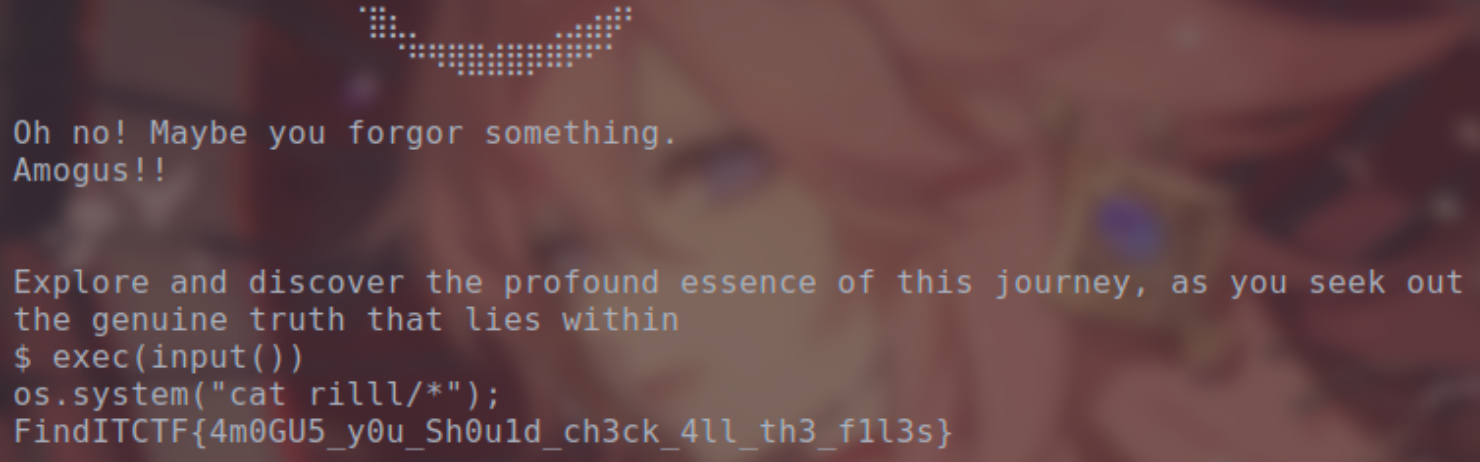 Oh no! Maybe you forgor something.
Amogus!!
Explore and discover the profound essence of this journey, as you seek out
the genuine truth that lies within
$ exec(input())
os.system("cat rilll/*");
FindITCTF{4m0GU5_y0u_Sh0u1d_ch3ck_4ll_th3_f1l3s}